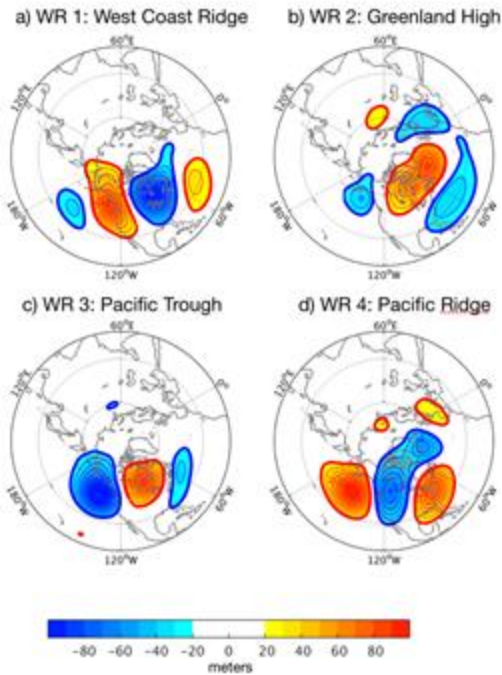 a) WR 1: West Coast Ridge
b) WR 2: Greenland High
60°E
60°E
120°E
0°
120°E
0°
180°W
60°W
180°W
60°W
120°W
120°W
c) WR 3: Pacific Trough
d) WR 4: Pacific Ridge
60°E
60°E
120°E
0°
120°E
0°
180°W
60°W
180°W
60°W
120°W
120°W
-80 -60 -40 -20 0 20 40 60 80
meters